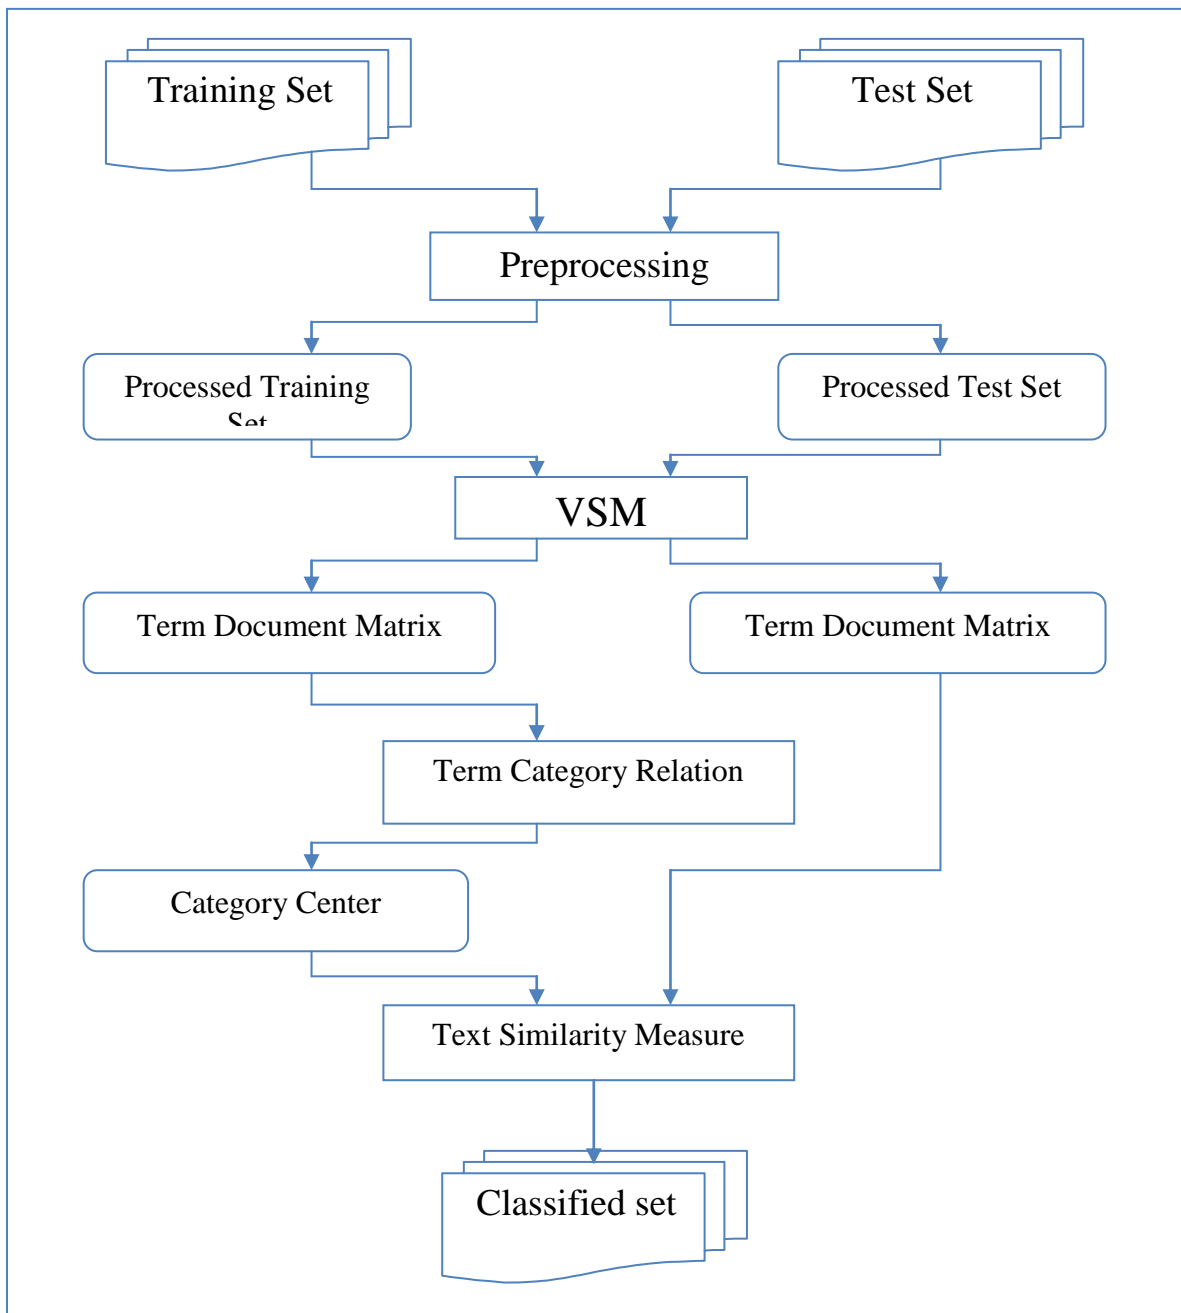 Training Set
Test Set
Preprocessing
Processed Training
Set
Processed Test Set
VSM
Term Document Matrix
Term Document Matrix
Term Category Relation
Category Center
Text Similarity Measure
Classified set